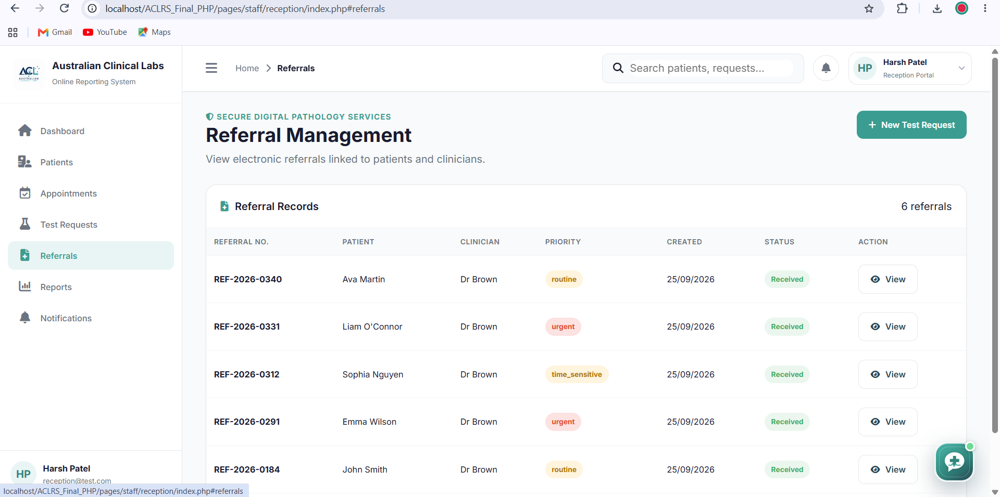 localhost/ACLRS_Final_PHP/pages/staff/reception/index.php#referrals
Gmail YouTube Maps
ACL
AUSTRALIAN
Australian Clinical Labs
Online Reporting System
Dashboard
Patients
Appointments
Test Requests
Referrals
Reports
Notifications
HP
Harsh Patel
reception@test.com
localhost/ACLRS_Final_PHP/pages/staff/reception/index.php#referrals
Home Referrals
Search patients, requests...
HP
Harsh Patel
Reception Portal
SECURE DIGITAL PATHOLOGY SERVICES
Referral Management
View electronic referrals linked to patients and clinicians.
+ New Test Request
Referral Records 6 referrals
REFERRAL NO. PATIENT CLINICIAN PRIORITY CREATED STATUS ACTION
REF-2026-0340 Ava Martin Dr Brown routine 25/09/2026 Received View
REF-2026-0331 Liam O'Connor Dr Brown urgent 25/09/2026 Received View
REF-2026-0312 Sophia Nguyen Dr Brown time_sensitive 25/09/2026 Received View
REF-2026-0291 Emma Wilson Dr Brown urgent 25/09/2026 Received View
REF-2026-0184 John Smith Dr Brown routine 25/09/2026 Received View